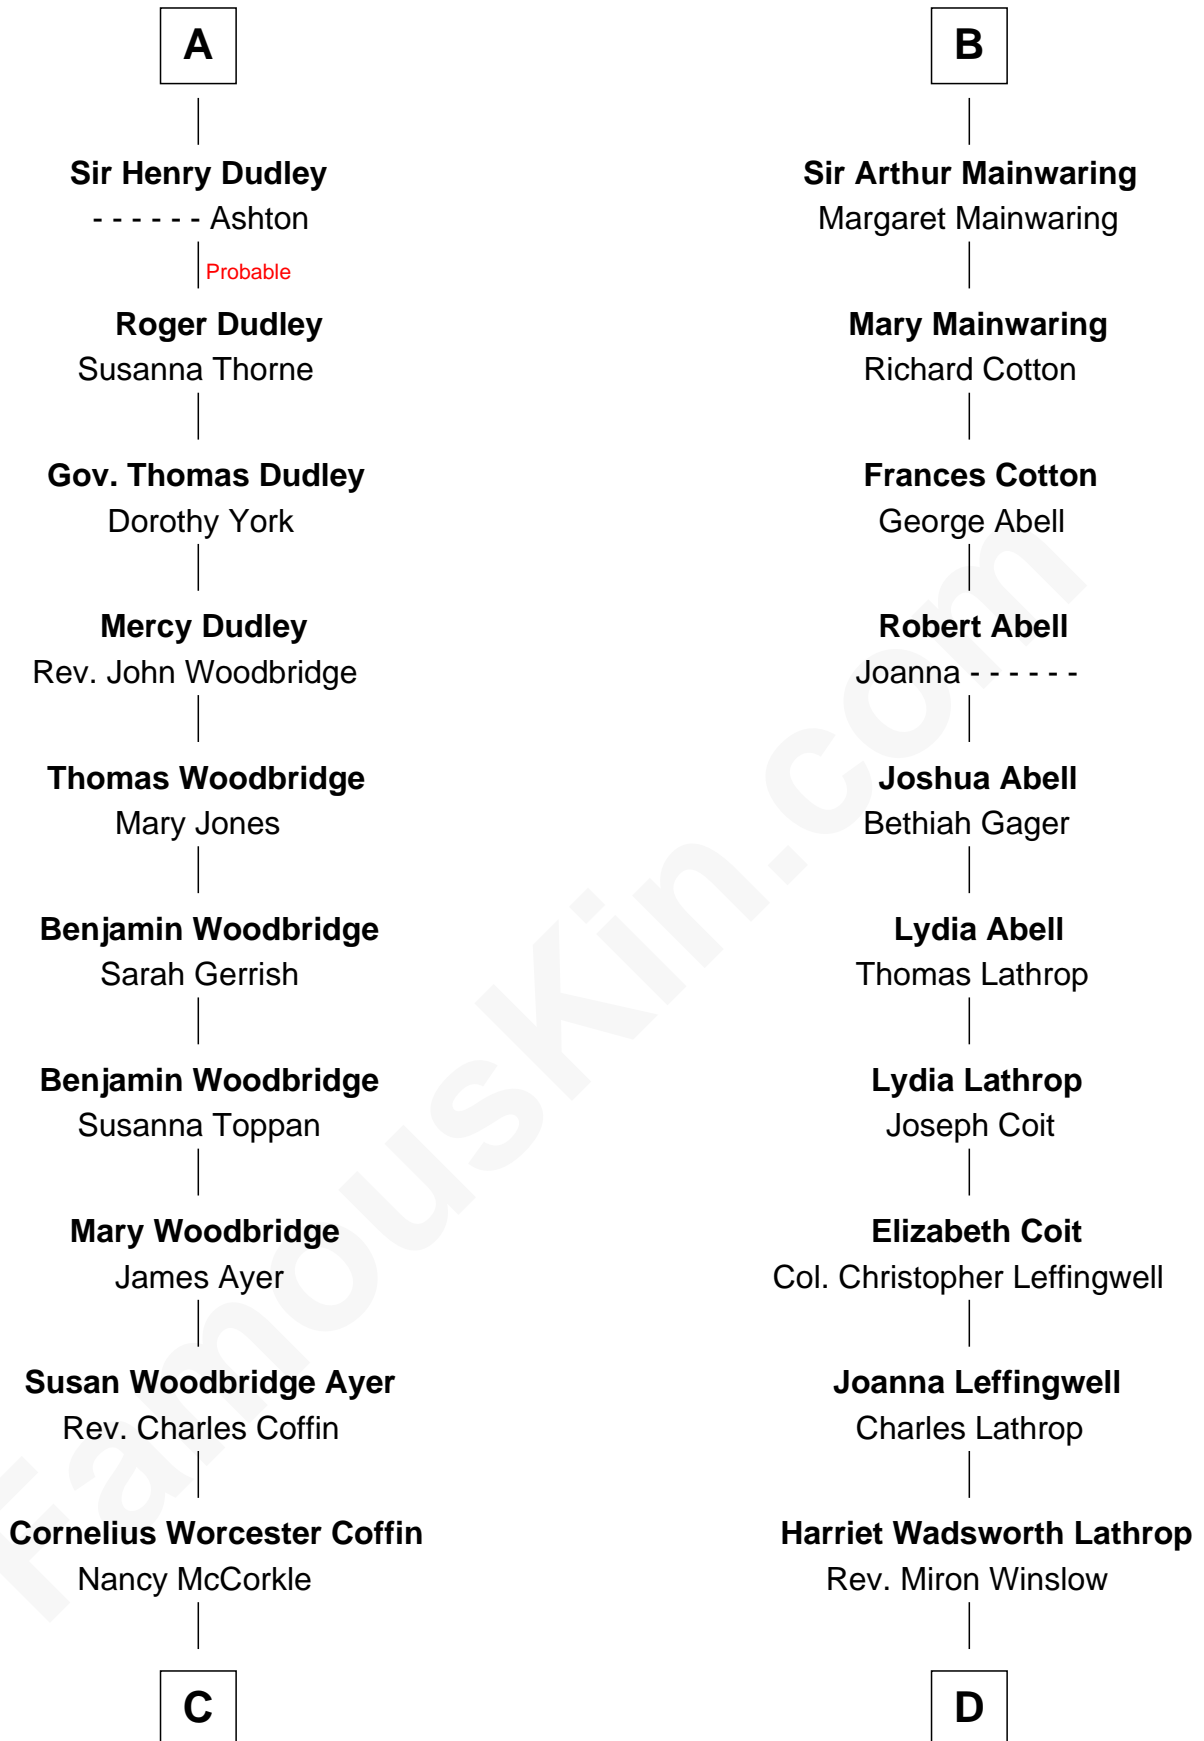 A
Sir Henry Dudley
- - - - - - Ashton
Probable
Roger Dudley
Susanna Thorne
Gov. Thomas Dudley
Dorothy York
Mercy Dudley
Rev. John Woodbridge
Thomas Woodbridge
Mary Jones
Benjamin Woodbridge
Sarah Gerrish
Benjamin Woodbridge
Susanna Toppan
Mary Woodbridge
James Ayer
Susan Woodbridge Ayer
Rev. Charles Coffin
Cornelius Worcester Coffin
Nancy McCorkle
C
B
Sir Arthur Mainwaring
Margaret Mainwaring
Mary Mainwaring
Richard Cotton
Frances Cotton
George Abell
Robert Abell
Joanna - - - - - -
Joshua Abell
Bethiah Gager
Lydia Abell
Thomas Lathrop
Lydia Lathrop
Joseph Coit
Elizabeth Coit
Col. Christopher Leffingwell
Joanna Leffingwell
Charles Lathrop
Harriet Wadsworth Lathrop
Rev. Miron Winslow
D
FamousKin.com